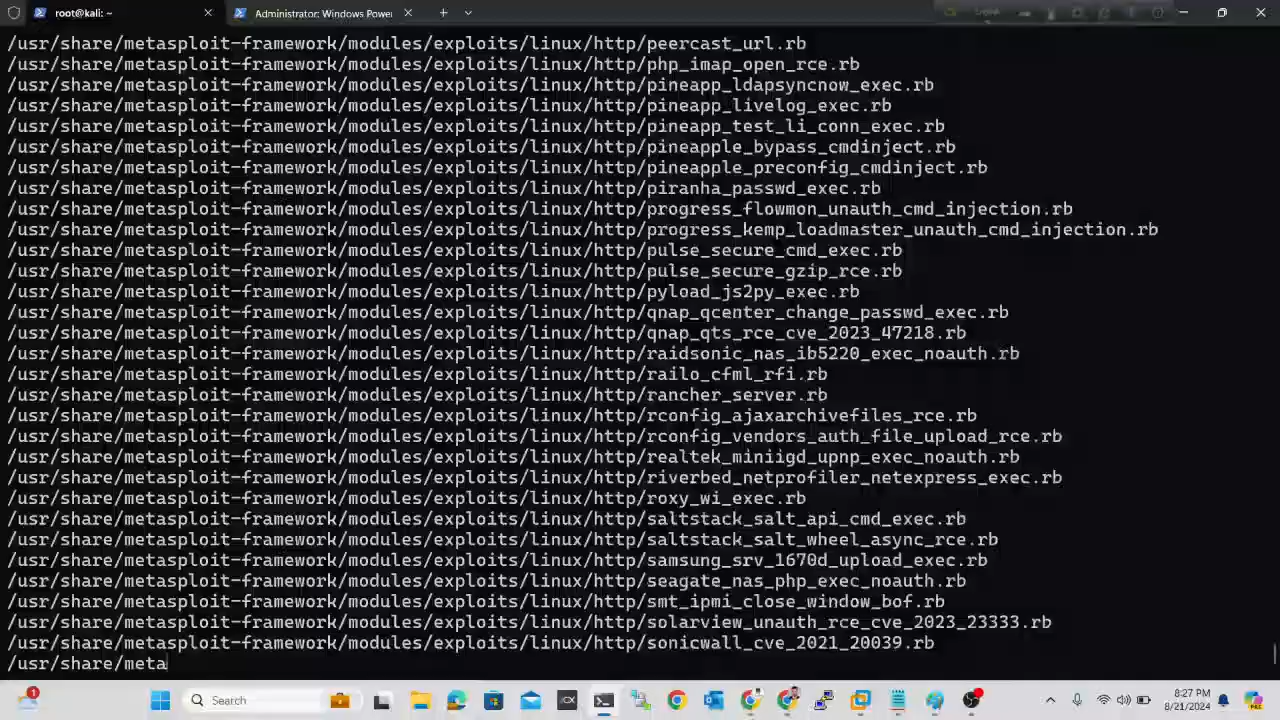 root@kali: ~
Administrator: Windows Power
/usr/share/metasploit-framework/modules/exploits/linux/http/peercast_url.rb
/usr/share/metasploit-framework/modules/exploits/linux/http/php_imap_open_rce.rb
/usr/share/metasploit-framework/modules/exploits/linux/http/pineapp_ldapsyncnow_exec.rb
/usr/share/metasploit-framework/modules/exploits/linux/http/pineapp_livelog_exec.rb
/usr/share/metasploit-framework/modules/exploits/linux/http/pineapp_test_li_conn_exec.rb
/usr/share/metasploit-framework/modules/exploits/linux/http/pineapple_bypass_cmdinject.rb
/usr/share/metasploit-framework/modules/exploits/linux/http/pineapple_preconfig_cmdinject.rb
/usr/share/metasploit-framework/modules/exploits/linux/http/piranha_passwd_exec.rb
/usr/share/metasploit-framework/modules/exploits/linux/http/progress_flowmon_unauth_cmd_injection.rb
/usr/share/metasploit-framework/modules/exploits/linux/http/progress_kemp_loadmaster_unauth_cmd_injection.rb
/usr/share/metasploit-framework/modules/exploits/linux/http/pulse_secure_cmd_exec.rb
/usr/share/metasploit-framework/modules/exploits/linux/http/pulse_secure_gzip_rce.rb
/usr/share/metasploit-framework/modules/exploits/linux/http/pyload_js2py_exec.rb
/usr/share/metasploit-framework/modules/exploits/linux/http/qnap_qcenter_change_passwd_exec.rb
/usr/share/metasploit-framework/modules/exploits/linux/http/qnap_qts_rce_cve_2023_47218.rb
/usr/share/metasploit-framework/modules/exploits/linux/http/raidsonic_nas_ib5220_exec_noauth.rb
/usr/share/metasploit-framework/modules/exploits/linux/http/railo_cfml_rfi.rb
/usr/share/metasploit-framework/modules/exploits/linux/http/rancher_server.rb
/usr/share/metasploit-framework/modules/exploits/linux/http/rconfig_ajaxarchivefiles_rce.rb
/usr/share/metasploit-framework/modules/exploits/linux/http/rconfig_vendors_auth_file_upload_rce.rb
/usr/share/metasploit-framework/modules/exploits/linux/http/realtek_miniigd_upnp_exec_noauth.rb
/usr/share/metasploit-framework/modules/exploits/linux/http/riverbed_netprofiler_netexpress_exec.rb
/usr/share/metasploit-framework/modules/exploits/linux/http/roxy_wi_exec.rb
/usr/share/metasploit-framework/modules/exploits/linux/http/saltstack_salt_api_cmd_exec.rb
/usr/share/metasploit-framework/modules/exploits/linux/http/saltstack_salt_wheel_async_rce.rb
/usr/share/metasploit-framework/modules/exploits/linux/http/samsung_srv_1670d_upload_exec.rb
/usr/share/metasploit-framework/modules/exploits/linux/http/seagate_nas_php_exec_noauth.rb
/usr/share/metasploit-framework/modules/exploits/linux/http/smt_ipmi_close_window_bof.rb
/usr/share/metasploit-framework/modules/exploits/linux/http/solarview_unauth_rce_cve_2023_23333.rb
/usr/share/metasploit-framework/modules/exploits/linux/http/sonicwall_cve_2021_20039.rb
/usr/share/meta
1
Search
8:27 PM
8/21/2024